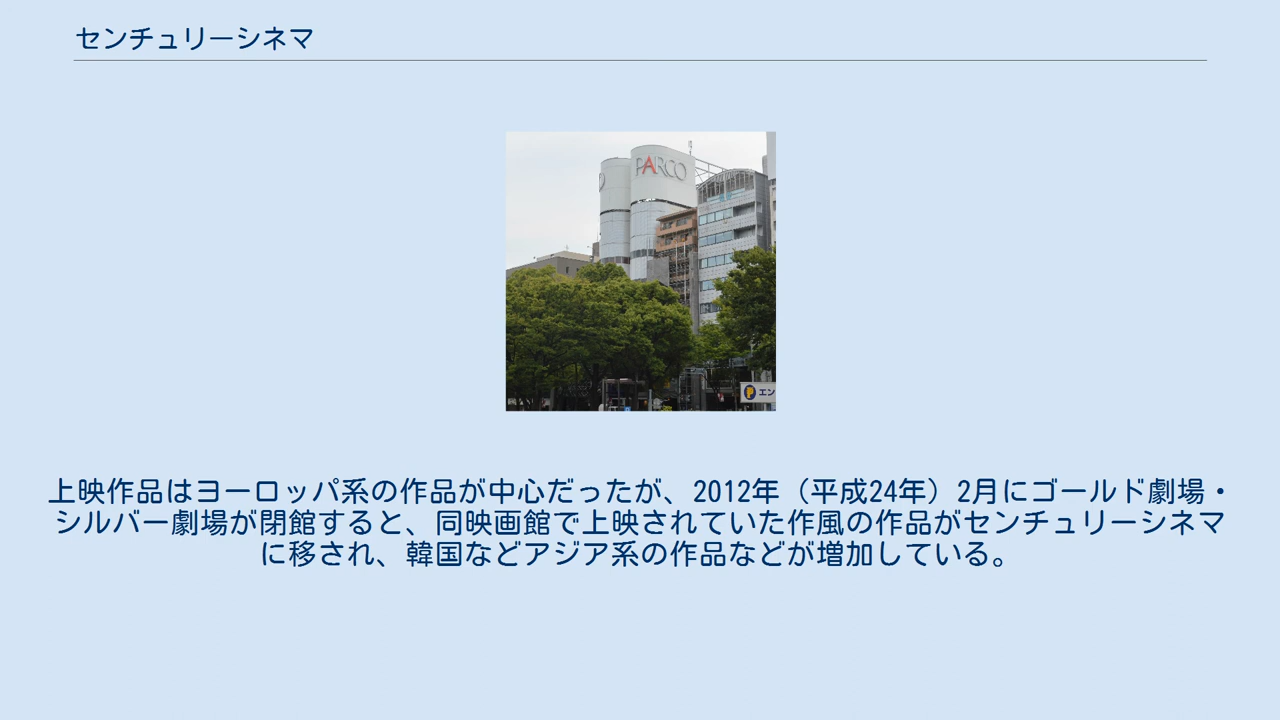 センチュリーシネマ
PARCO
エン
上映作品はヨーロッパ系の作品が中心だったが、2012年（平成24年）2月にゴールド劇場・
シルバー劇場が閉館すると、同映画館で上映されていた作風の作品がセンチュリーシネマ
に移され、韓国などアジア系の作品などが増加している。